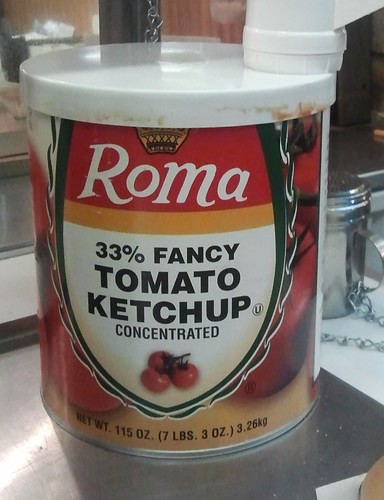 Roma
33% FANCY
TOMATO
KETCHUP
U
CONCENTRATED
R
NET WT. 115 OZ. (7 LBS. 3 OZ.) 3.26kg